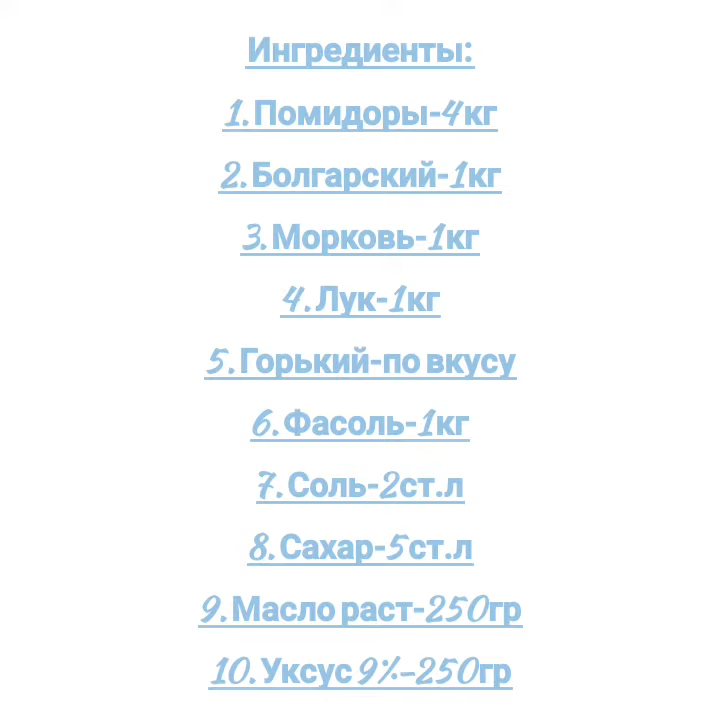 Ингредиенты:
1.Помидоры-4кг
2.Болгарский-1кг
3.Морковь-1кг
4.Лук-1кг
5.Горький-по вкусу
6.Фасоль-1кг
7.Соль-2ст.л
8.Сахар-5ст.л
9.Масло раст-250гр
10.Уксус 9%-250гр